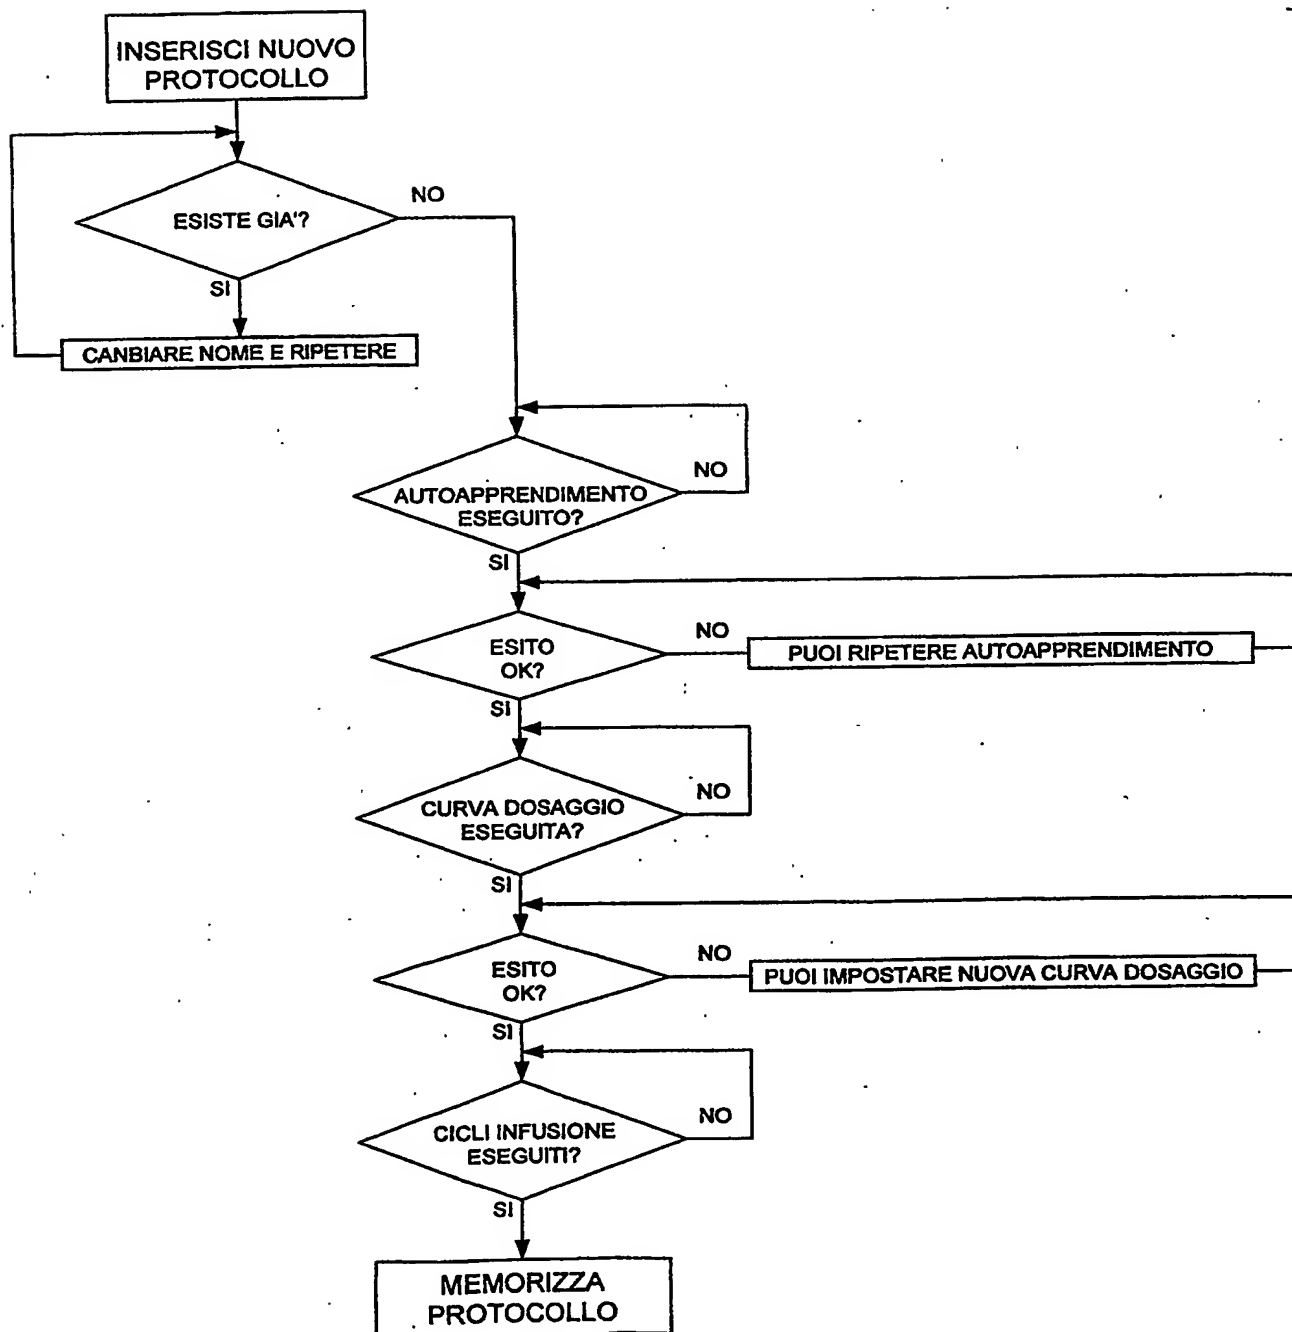 INSERISCI NUOVO
PROTOCOLLO
NO
ESISTE GIA'?
SI
CANBIARE NOME E RIPETERE
NO
AUTOAPPRENDIMENTO
ESEGUITO?
SI
NO
ESITO
OK?
PUOI RIPETERE AUTOAPPRENDIMENTO
SI
NO
CURVA DOSAGGIO
ESEGUITA?
SI
NO
ESITO
OK?
PUOI IMPOSTARE NUOVA CURVA DOSAGGIO
SI
NO
CICLI INFUSIONE
ESEGUITI?
SI
MEMORIZZA
PROTOCOLLO